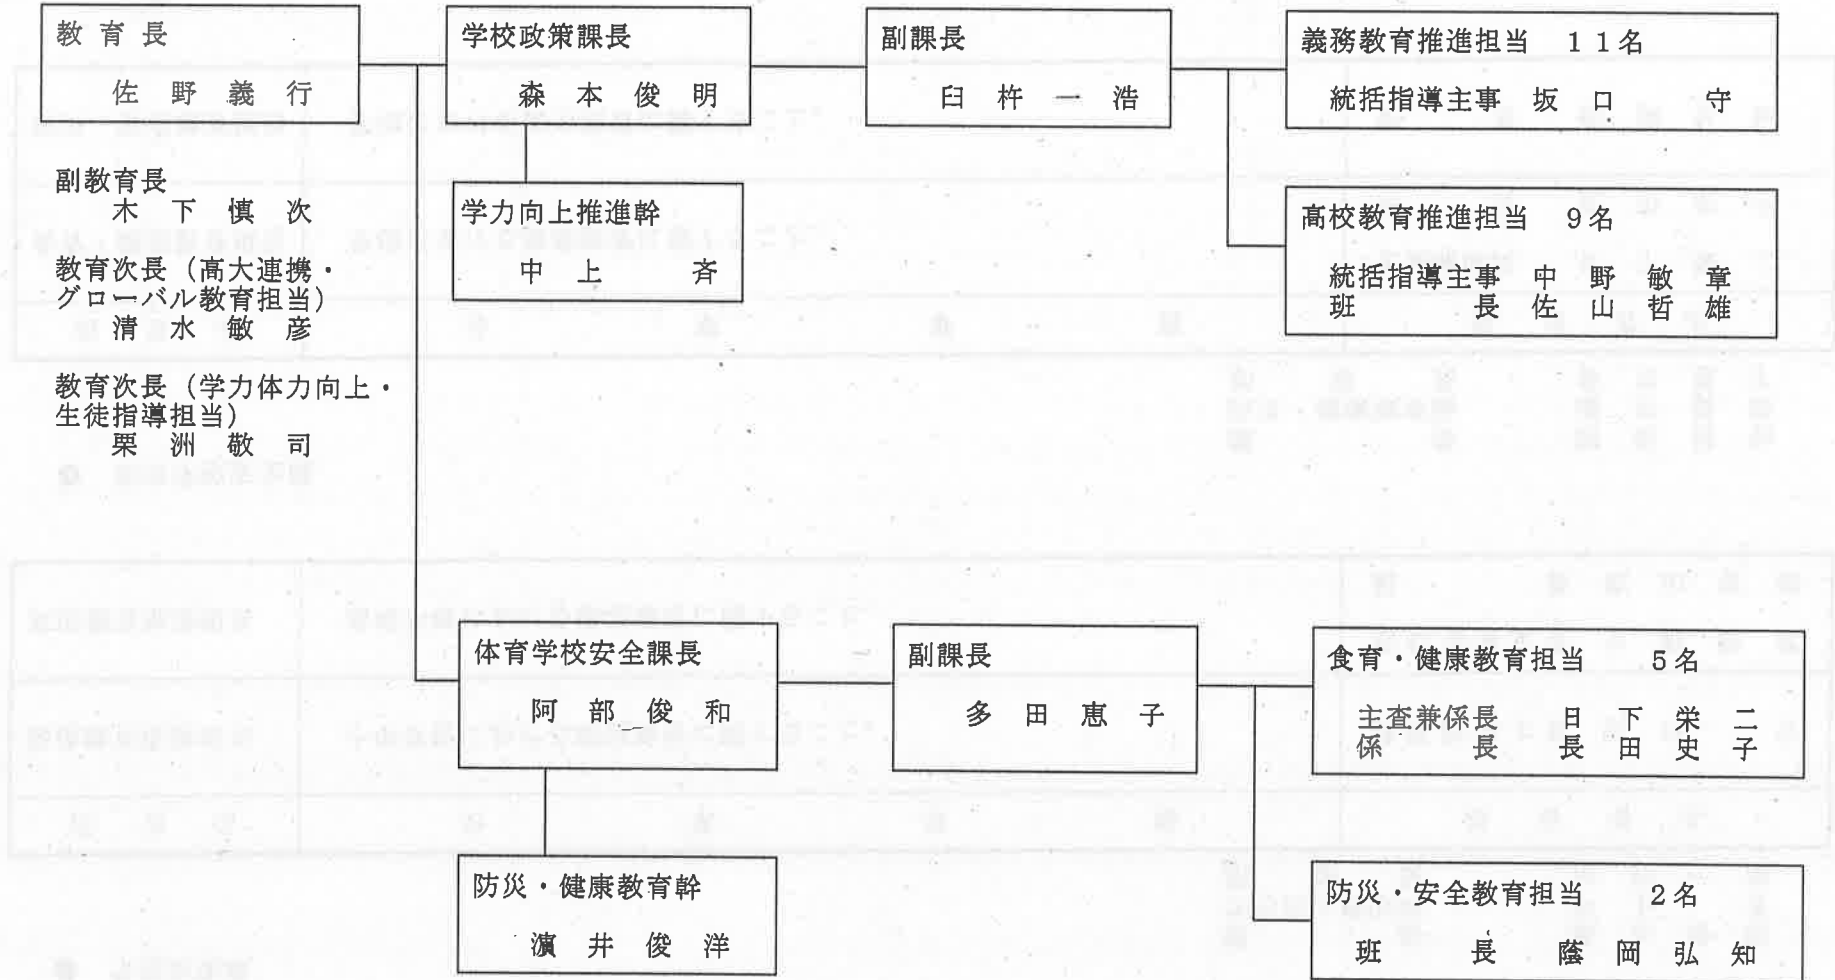 教育長
佐野義行
副教育長
木下慎次
教育次長（高大連携・
グローバル教育担当）
清水敏彦
教育次長（学力体力向上・
生徒指導担当）
栗洲敬司
学校政策課長
森本俊明
学力向上推進幹
中上　斉
副課長
臼杵一浩
義務教育推進担当　１１名
統括指導主事　坂口　守
高校教育推進担当　９名
統括指導主事　中野敏章
班長　佐山哲雄
体育学校安全課長
阿部俊和
防災・健康教育幹
濵井俊洋
副課長
多田恵子
食育・健康教育担当　５名
主査兼係長　日下栄二
係長　長田史子
防災・安全教育担当　２名
班長　蔭岡弘知